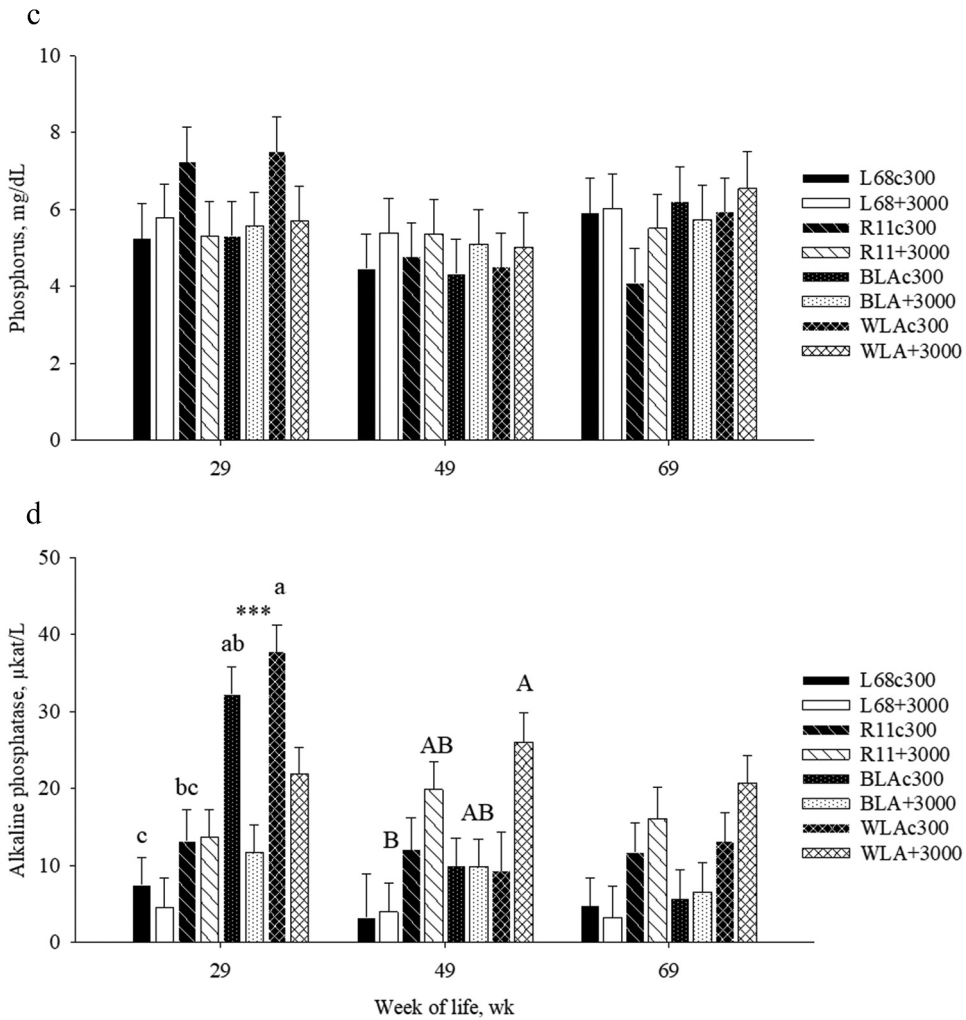 c
10
8
6
4
2
0
Phosphorus, mg/dL
29 49 69
L68c300
L68+3000
R11c300
R11+3000
BLAc300
BLA+3000
WLAc300
WLA+3000
d
50
40
30
20
10
0
Alkaline phosphatase, μkat/L
c
bc
ab
***
a
B
AB
AB
A
29 49 69
Week of life, wk
L68c300
L68+3000
R11c300
R11+3000
BLAc300
BLA+3000
WLAc300
WLA+3000